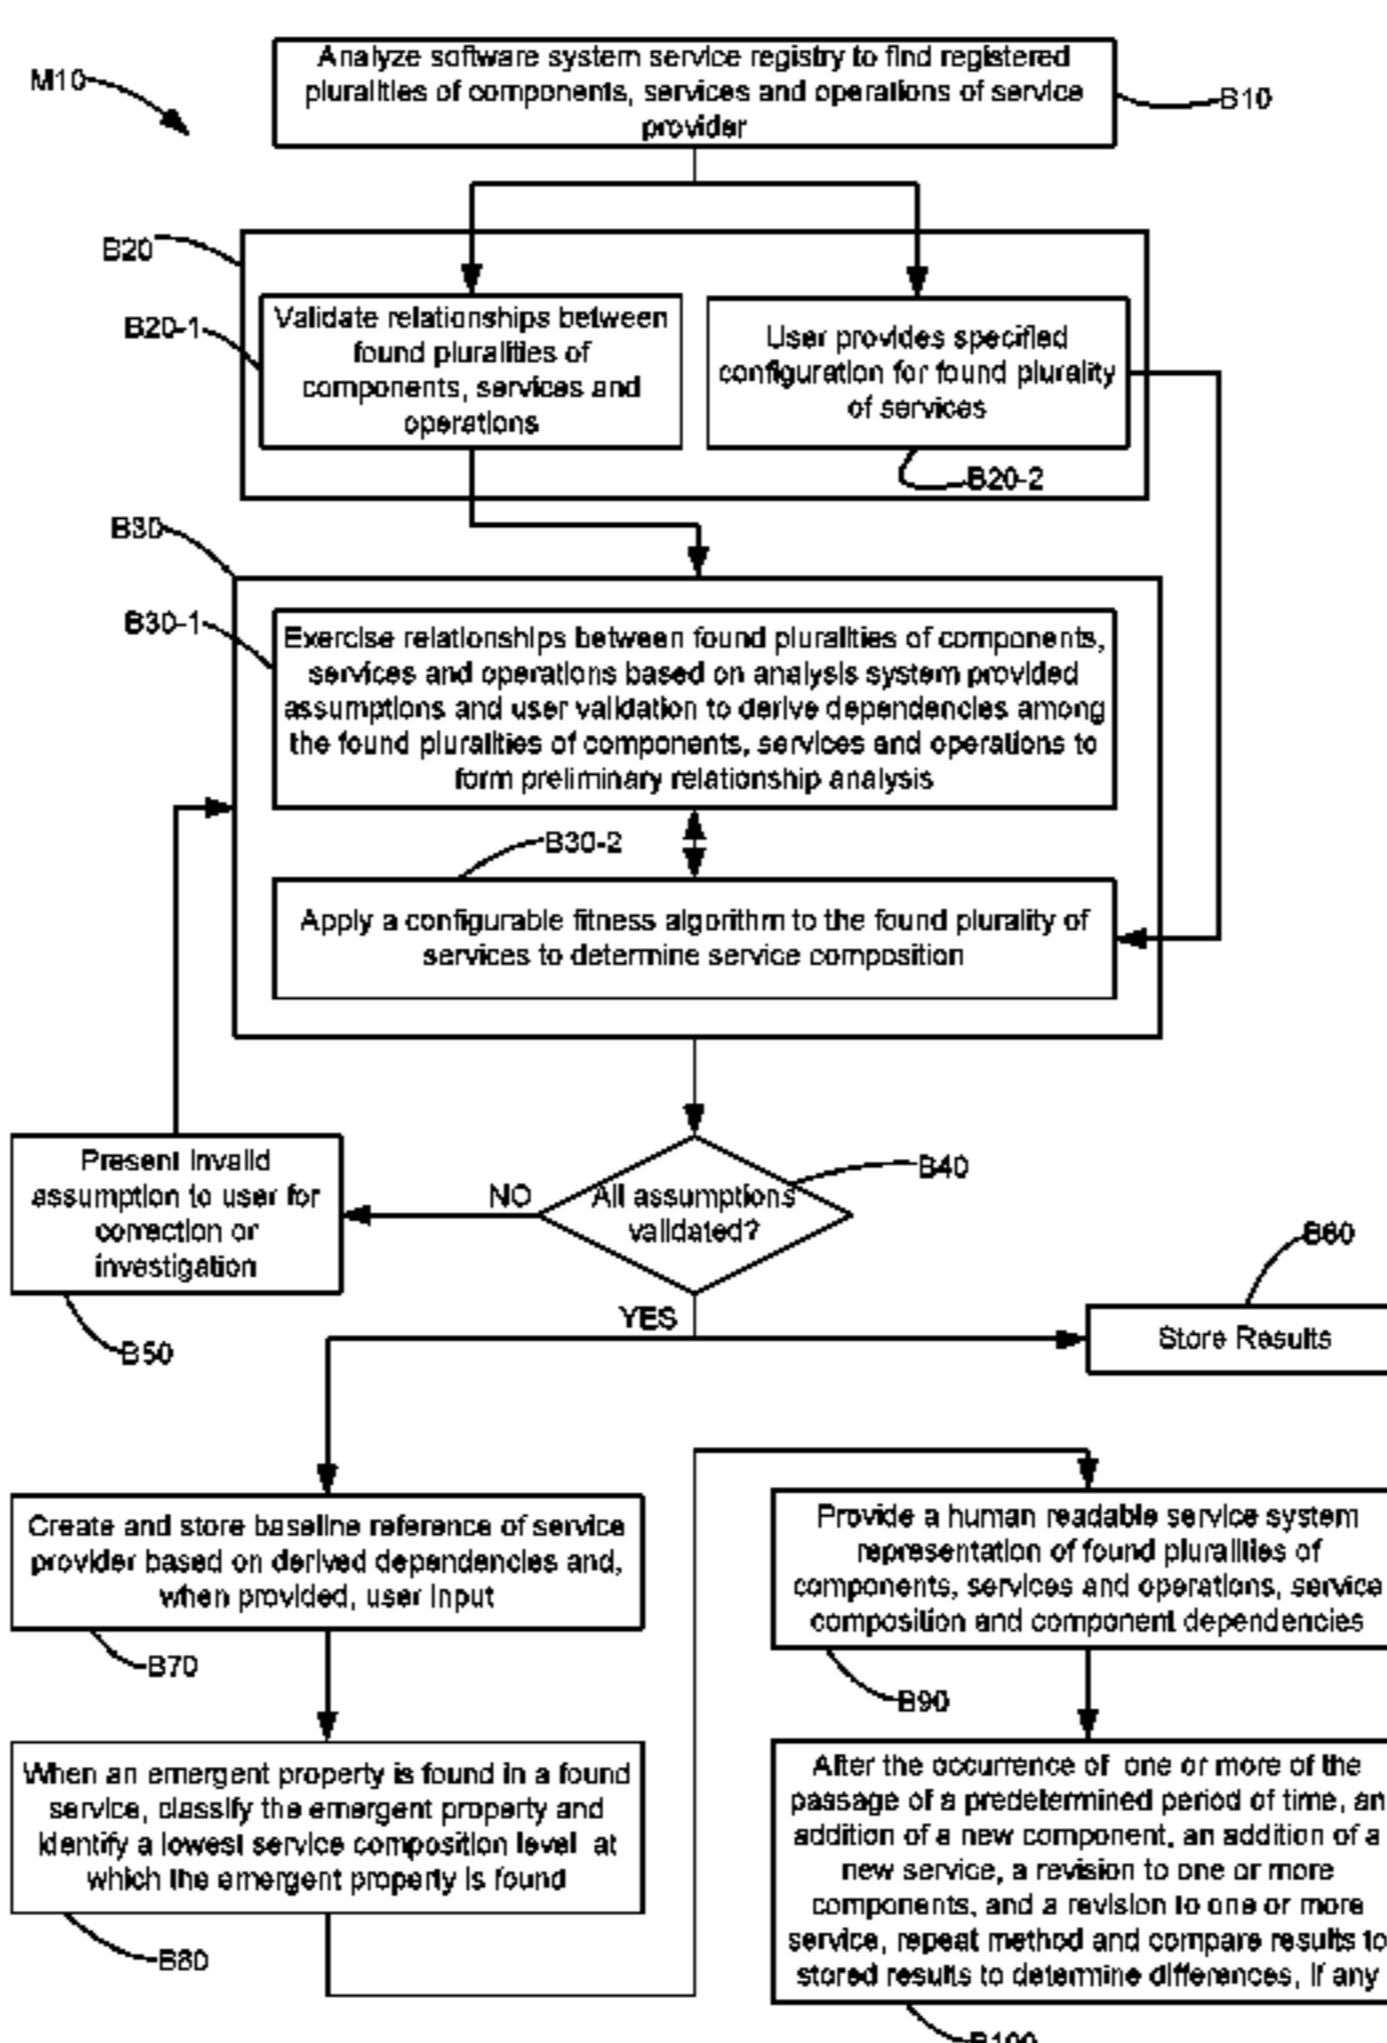 Analyze software system service registry to find registered
pluralities of components, services and operations of service
provider
M10
B10
B20
B20-1
Validate relationships between
found pluralities of
components, services and
operations
User provides specified
configuration for found plurality
of services
B20-2
B30
B30-1
Exercise relationships between found pluralities of components,
services and operations based on analysis system provided
assumptions and user validation to derive dependencies among
the found pluralities of components, services and operations to
form preliminary relationship analysis
B30-2
Apply a configurable fitness algorithm to the found plurality of
services to determine service composition
Present invalid
assumption to user for
correction or
investigation
B50
NO
All assumptions
validated?
B40
YES
B60
Store Results
Create and store baseline reference of service
provider based on derived dependencies and,
when provided, user input
B70
When an emergent property is found in a found
service, classify the emergent property and
identify a lowest service composition level at
which the emergent property is found
B80
Provide a human readable service system
representation of found pluralities of
components, services and operations, service
composition and component dependencies
B90
After the occurrence of one or more of the
passage of a predetermined period of time, an
addition of a new component, an addition of a
new service, a revision to one or more
components, and a revision to one or more
service, repeat method and compare results to
stored results to determine differences, if any
B100